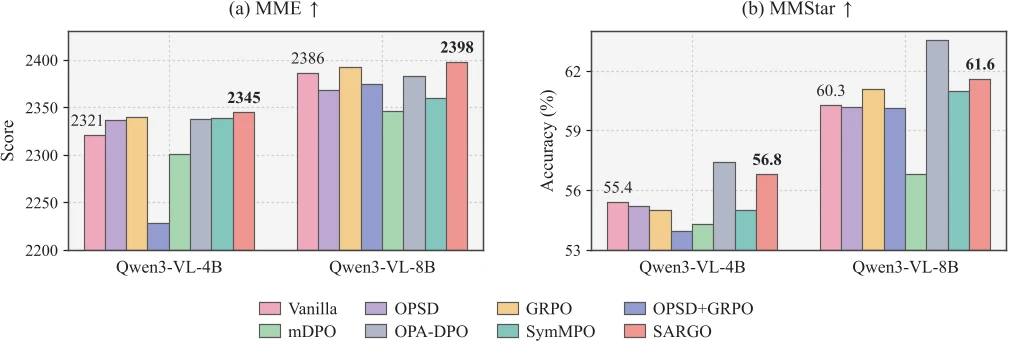 (a) MME ↑
Score
2400
2350
2300
2250
2200
2321
2345
2386
2398
Qwen3-VL-4B
Qwen3-VL-8B
(b) MMStar ↑
Accuracy (%)
62
59
56
53
55.4
56.8
60.3
61.6
Qwen3-VL-4B
Qwen3-VL-8B
Vanilla
OPSD
GRPO
OPSD+GRPO
mDPO
OPA-DPO
SymMPO
SARGO